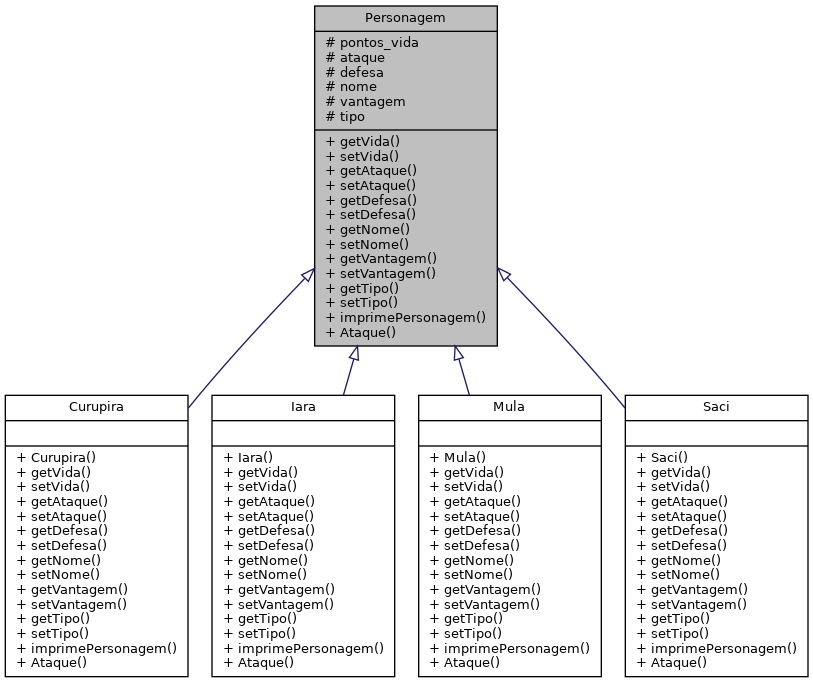 Personagem
# pontos_vida
# ataque
# defesa
# nome
# vantagem
# tipo
+ getVida()
+ setVida()
+ getAtaque()
+ setAtaque()
+ getDefesa()
+ setDefesa()
+ getNome()
+ setNome()
+ getVantagem()
+ setVantagem()
+ getTipo()
+ setTipo()
+ imprimePersonagem()
+ Ataque()
Curupira
+ Curupira()
+ getVida()
+ setVida()
+ getAtaque()
+ setAtaque()
+ getDefesa()
+ setDefesa()
+ getNome()
+ setNome()
+ getVantagem()
+ setVantagem()
+ getTipo()
+ setTipo()
+ imprimePersonagem()
+ Ataque()
Iara
+ Iara()
+ getVida()
+ setVida()
+ getAtaque()
+ setAtaque()
+ getDefesa()
+ setDefesa()
+ getNome()
+ setNome()
+ getVantagem()
+ setVantagem()
+ getTipo()
+ setTipo()
+ imprimePersonagem()
+ Ataque()
Mula
+ Mula()
+ getVida()
+ setVida()
+ getAtaque()
+ setAtaque()
+ getDefesa()
+ setDefesa()
+ getNome()
+ setNome()
+ getVantagem()
+ setVantagem()
+ getTipo()
+ setTipo()
+ imprimePersonagem()
+ Ataque()
Saci
+ Saci()
+ getVida()
+ setVida()
+ getAtaque()
+ setAtaque()
+ getDefesa()
+ setDefesa()
+ getNome()
+ setNome()
+ getVantagem()
+ setVantagem()
+ getTipo()
+ setTipo()
+ imprimePersonagem()
+ Ataque()